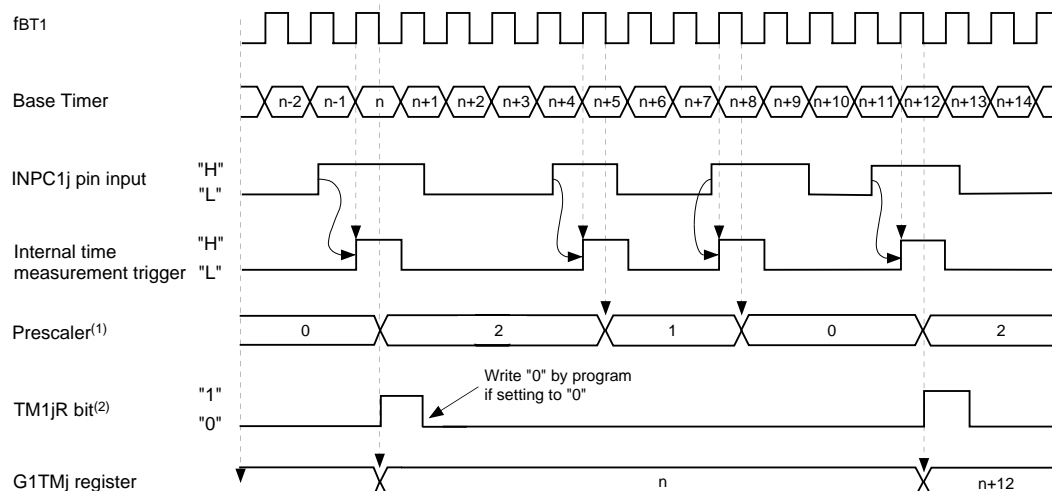 fBT1
Base Timer
n-2 n-1 n n+1 n+2 n+3 n+4 n+5 n+6 n+7 n+8 n+9 n+10 n+11 n+12 n+13 n+14
"H"
INPC1j pin input
"L"
"H"
Internal time
measurement trigger "L"
Prescaler(1) 0 2 1 0 2
Write "0" by program
if setting to "0"
"1"
TM1jR bit(2)
"0"
G1TMj register n n+12